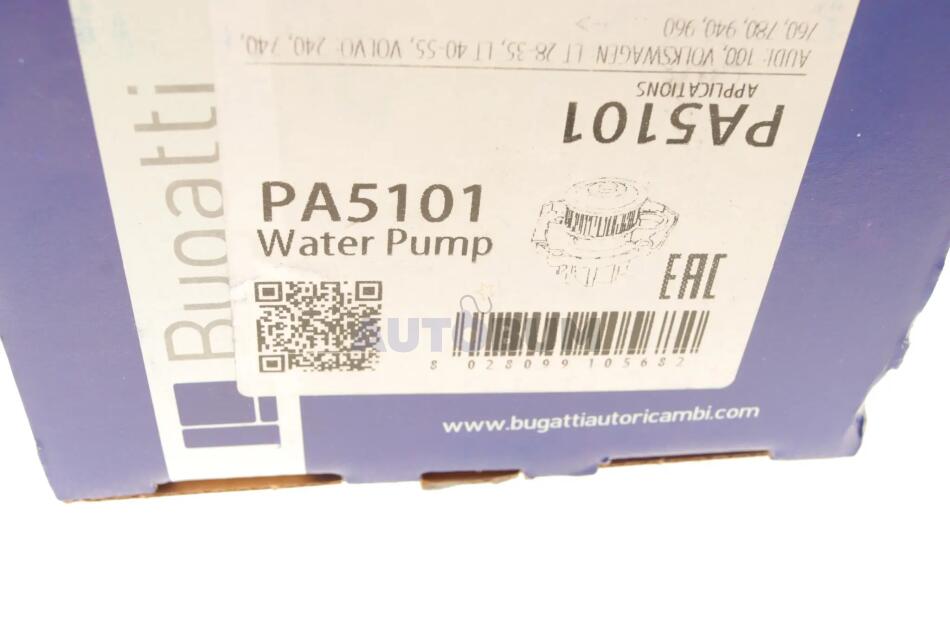 AUDI: 100, VOLKSWAGEN: LT 28-35, LT 40-55, VOLVO: 240, 740,
760, 780, 940, 960
>
APPLICATIONS
PA5101
PA5101
Water Pump
EAC
AUTOBUM
8 028099 105682
www.bugattiautoricambi.com
Bugatti